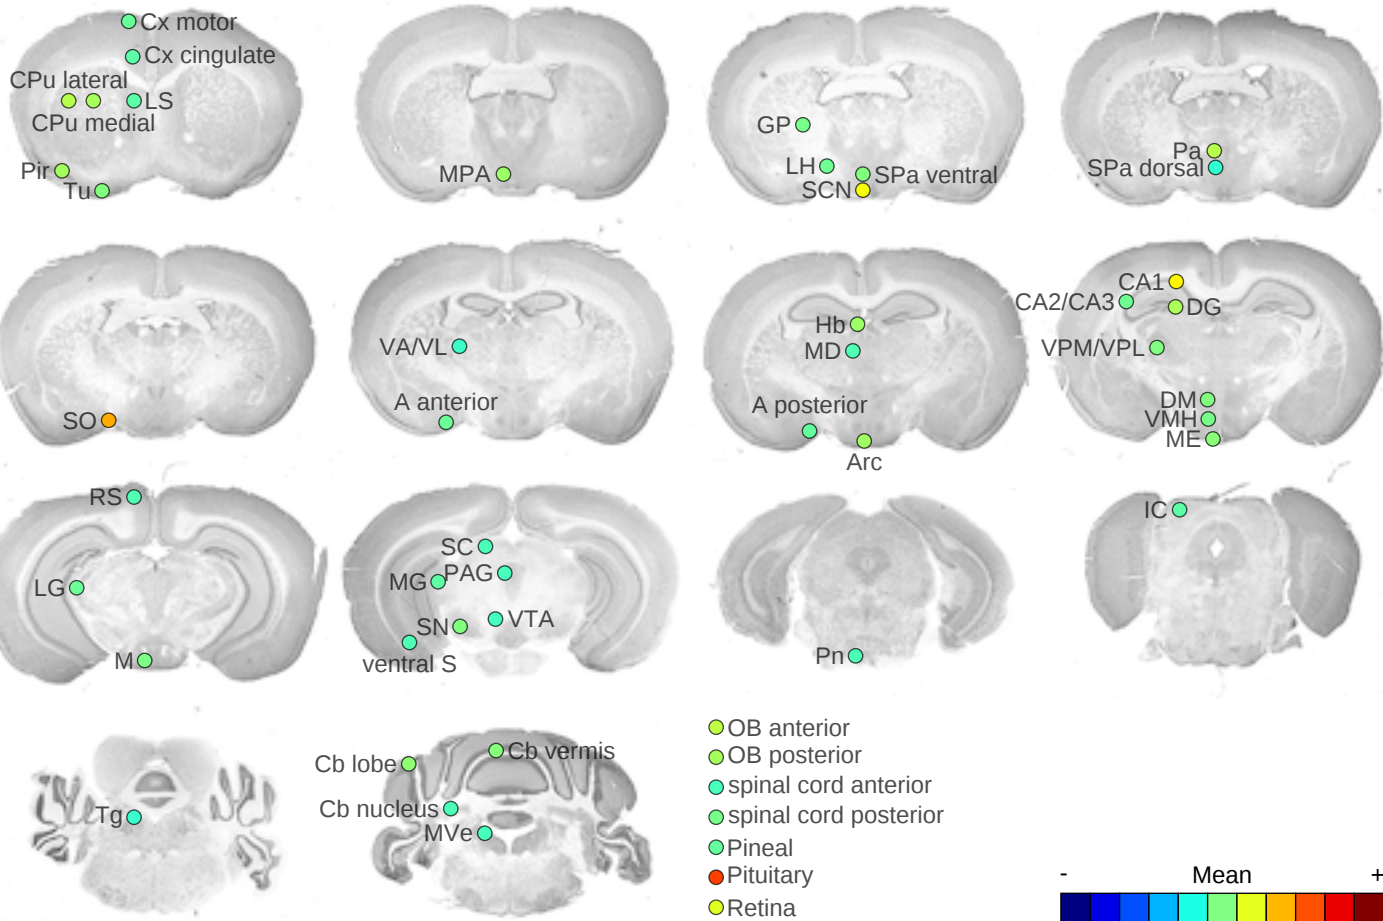 Cx motor
Cx cingulate
CPu lateral
LS
CPu medial
Pir
Tu
MPA
GP
LH
SPa ventral
SCN
Pa
SPa dorsal
SO
VA/VL
A anterior
Hb
MD
A posterior
Arc
CA1
CA2/CA3
DG
VPM/VPL
DM
VMH
ME
RS
LG
M
SC
MG
PAG
SN
VTA
ventral S
Pn
IC
Tg
Cb lobe
Cb vermis
Cb nucleus
MVe
OB anterior
OB posterior
spinal cord anterior
spinal cord posterior
Pineal
Pituitary
Retina
- Mean +